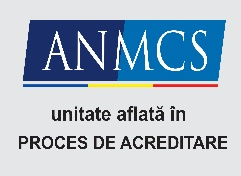 ANMCS
unitate aflată în
PROCES DE ACREDITARE